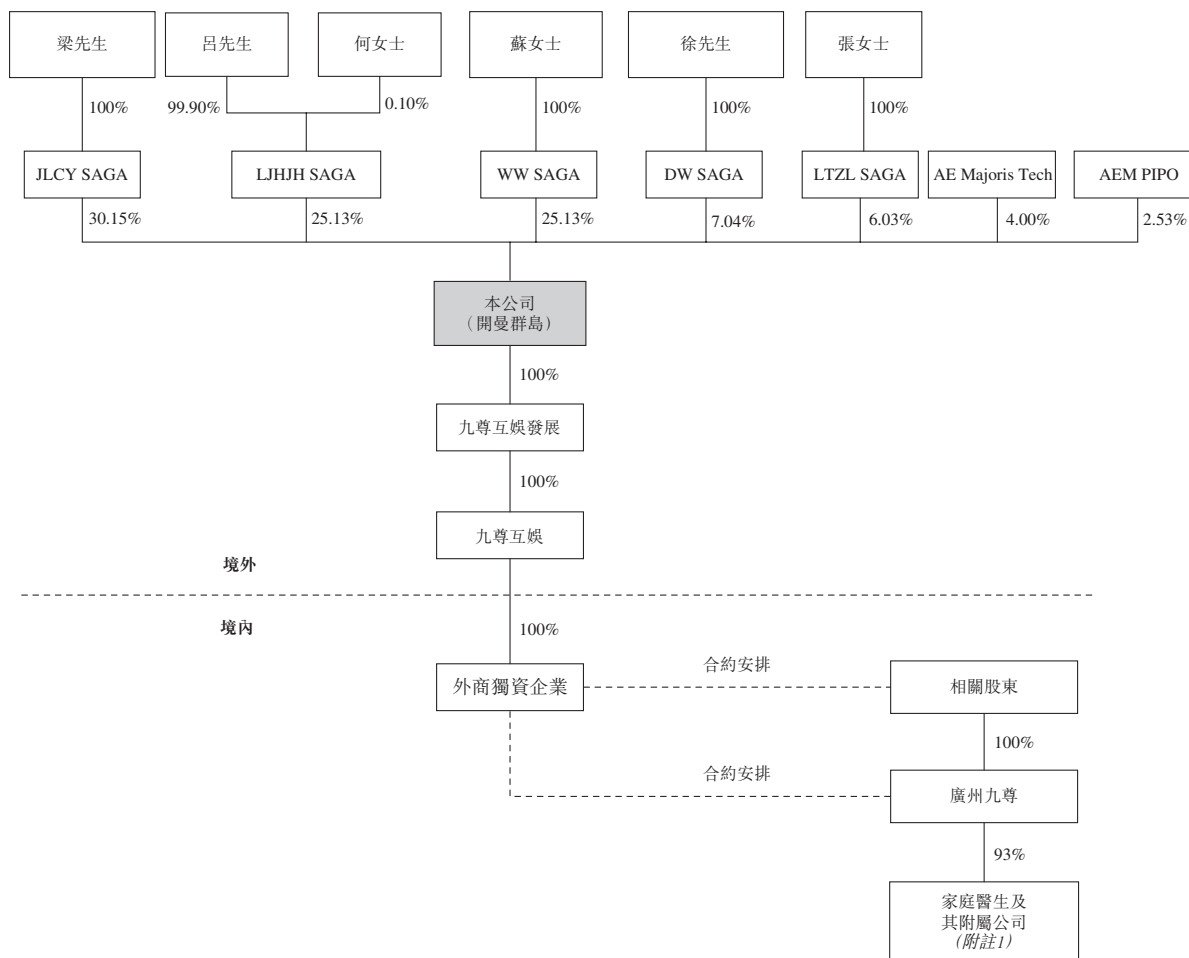 梁先生
呂先生
何女士
蘇女士
徐先生
張女士
100%
99.90%
0.10%
100%
100%
100%
JLCY SAGA
LJHJH SAGA
WW SAGA
DW SAGA
LTZL SAGA
AE Majoris Tech
AEM PIPO
30.15%
25.13%
25.13%
7.04%
6.03%
4.00%
2.53%
本公司
（開曼群島）
100%
九尊互娛發展
100%
九尊互娛
境外
境內
100%
合約安排
外商獨資企業
相關股東
100%
合約安排
廣州九尊
93%
家庭醫生及
其附屬公司
(附註1)